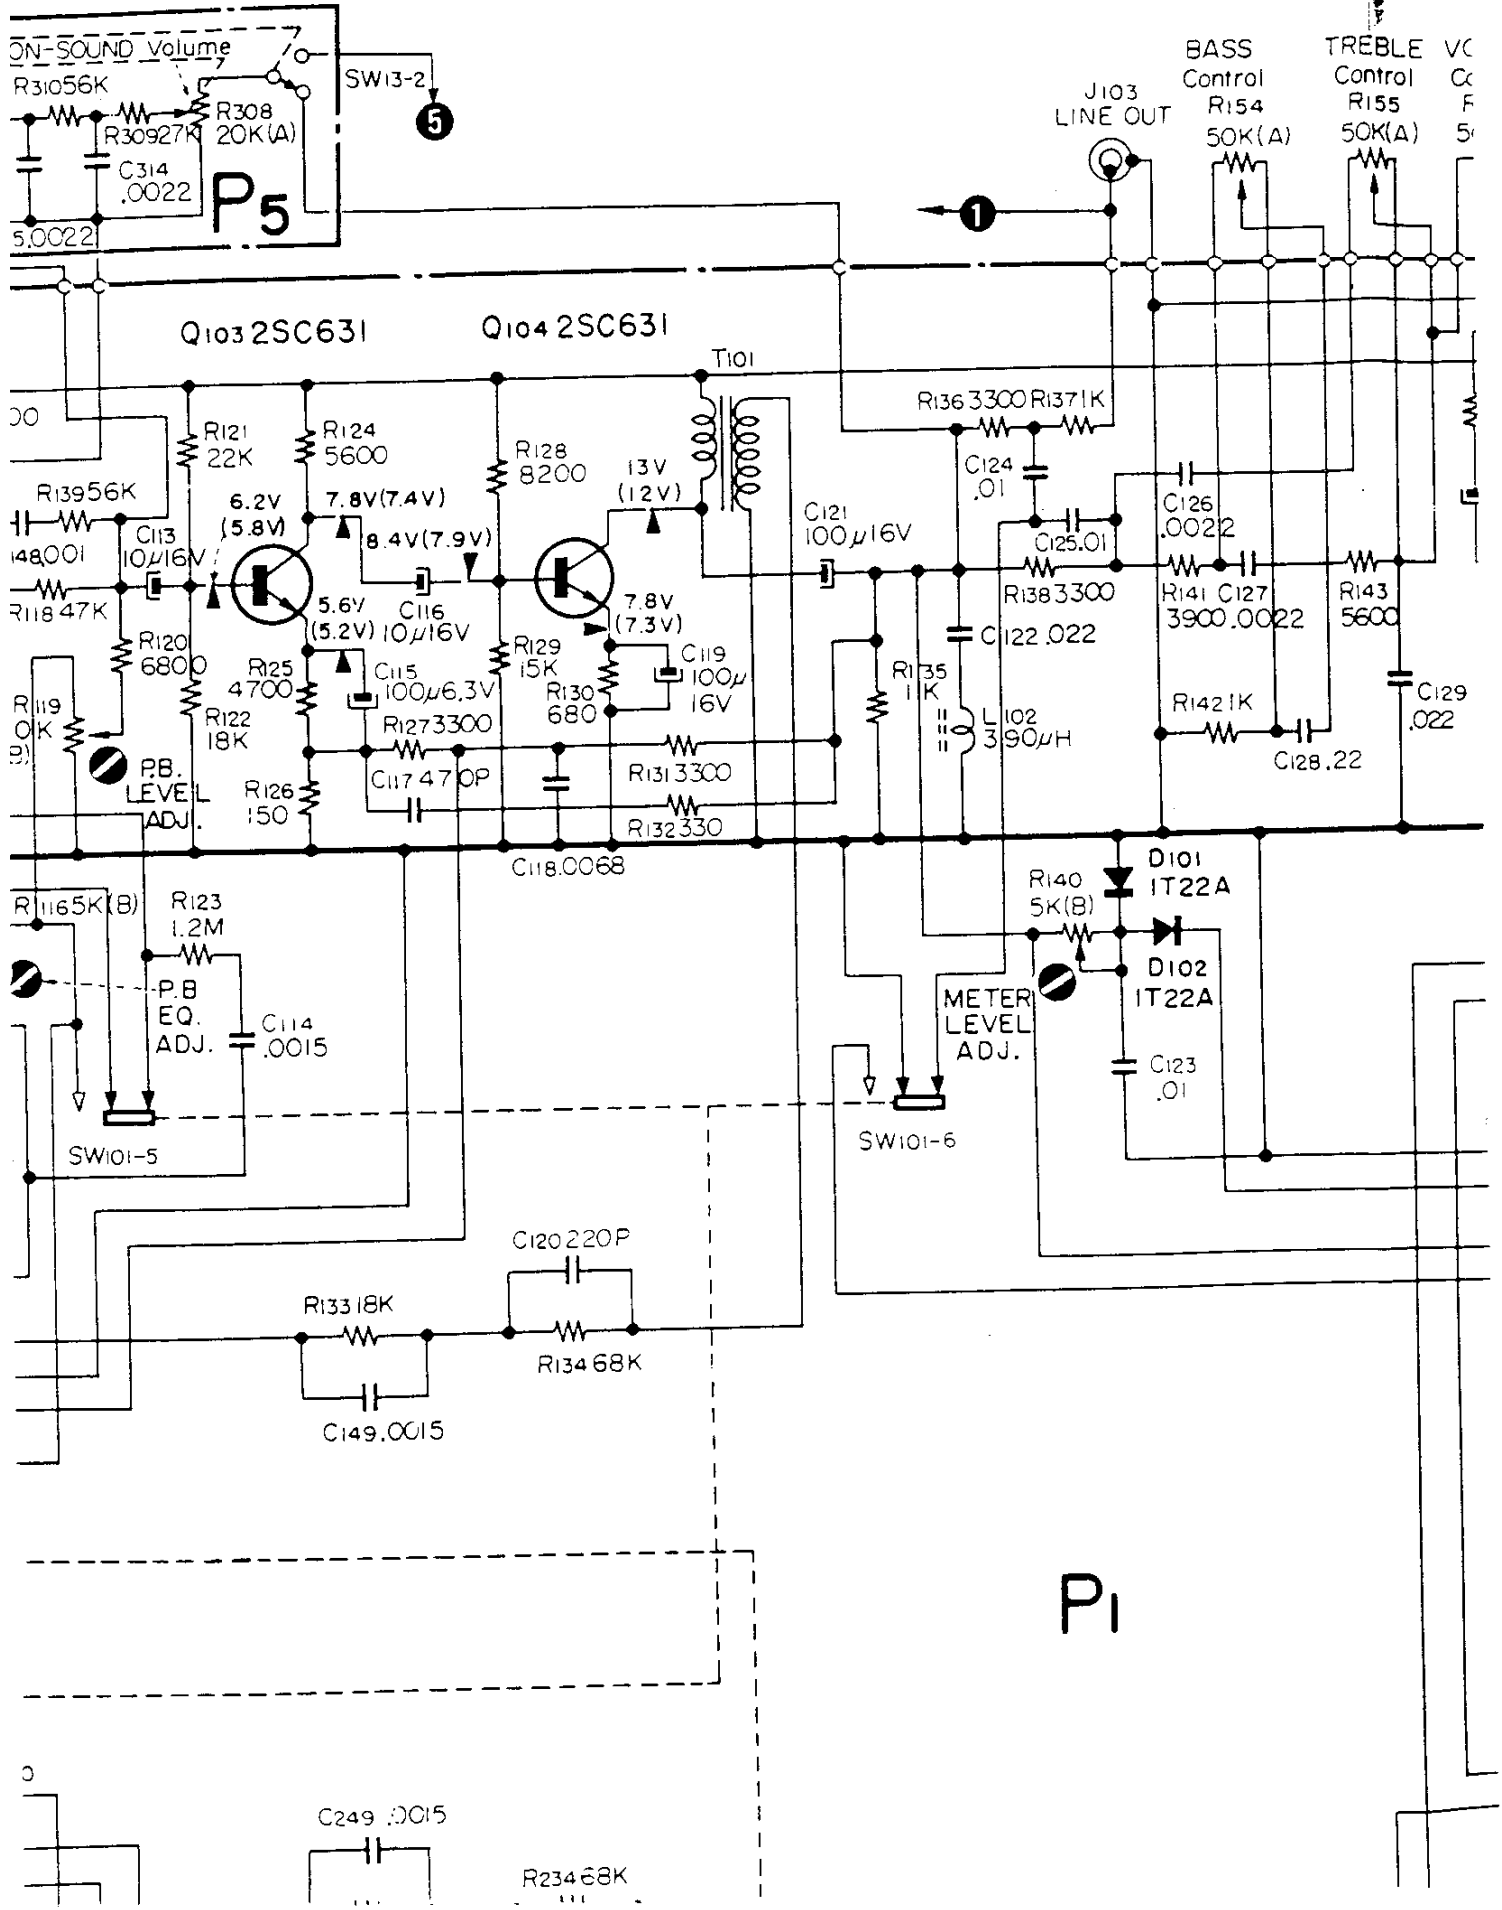 ON-SOUND Volume
R310 56K
R309 27K
R308
20K(A)
C314
.0022
5.0022
P5
SW13-2
5
J103
LINE OUT
1
BASS
Control
R154
50K(A)
TREBLE
Control
R155
50K(A)
Q103 2SC631
Q104 2SC631
T101
R121
22K
R124
5600
R128
8200
R139 56K
6.2V
(5.8V)
7.8V(7.4V)
8.4V(7.9V)
13V
(12V)
C113
10µ16V
148.001
R118 47K
5.6V
(5.2V)
C116
10µ16V
7.8V
(7.3V)
C121
100µ16V
R136 3300
R137 1K
C124
.01
C125 .01
C126
.0022
R138 3300
R141
3900
C127
.0022
R143
5600
R120
6800
R125
4700
C115
100µ6.3V
R129
15K
R130
680
C119
100µ
16V
R135
1K
C122 .022
L102
390µH
R142 1K
C128 .22
C129
.022
R119
R122
18K
R127 3300
P.B.
LEVEL
ADJ.
R126
150
C117 470P
R131 3300
R132 330
C118 .0068
R116 5K(B)
R123
1.2M
P.B
EQ.
ADJ.
C114
.0015
SW101-5
SW101-6
R140
5K(B)
D101
1T22A
D102
1T22A
METER
LEVEL
ADJ.
C123
.01
C120 220P
R133 18K
R134 68K
C149 .0015
P1
C249 .0015
R234 68K